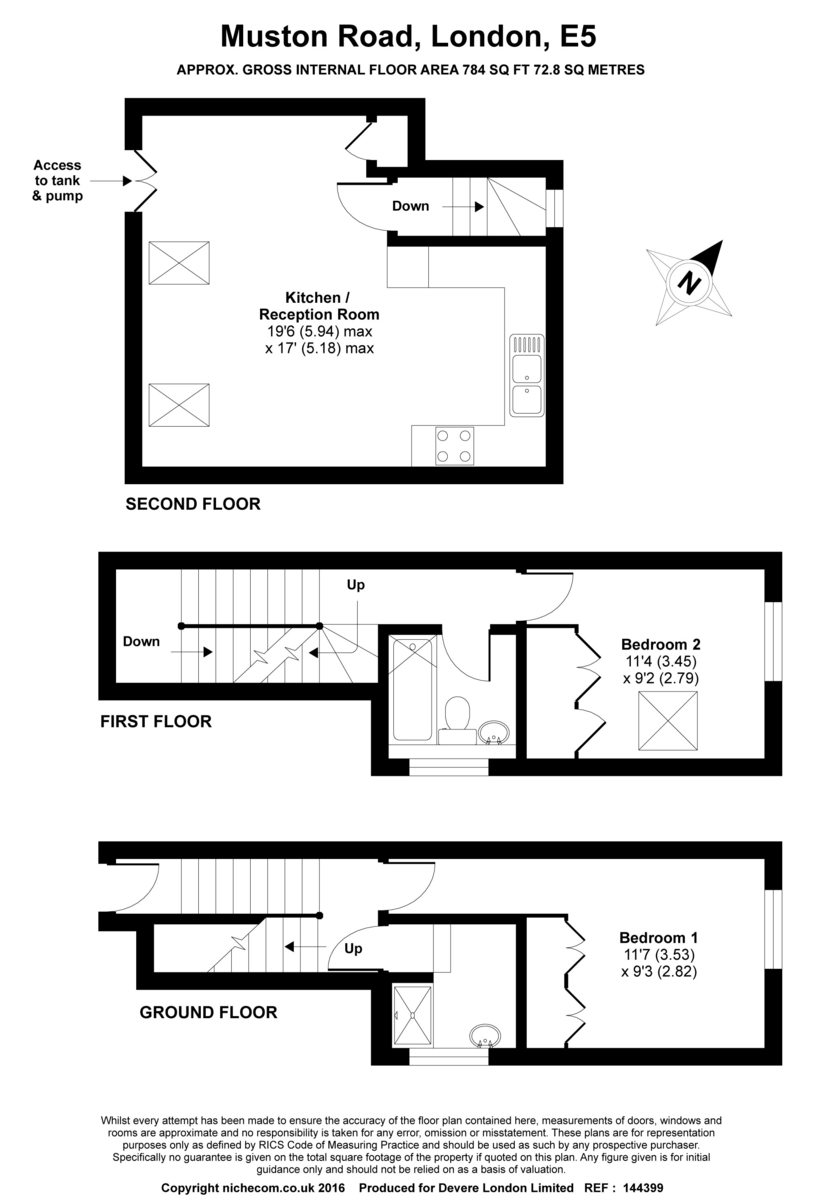 Muston Road, London, E5
APPROX. GROSS INTERNAL FLOOR AREA 784 SQ FT 72.8 SQ METRES
Access
to tank
& pump
Down
N
Kitchen /
Reception Room
19'6 (5.94) max
x 17' (5.18) max
SECOND FLOOR
Up
Down
Bedroom 2
11'4 (3.45)
x 9'2 (2.79)
FIRST FLOOR
Up
Bedroom 1
11'7 (3.53)
x 9'3 (2.82)
GROUND FLOOR
Whilst every attempt has been made to ensure the accuracy of the floor plan contained here, measurements of doors, windows and
rooms are approximate and no responsibility is taken for any error, omission or misstatement. These plans are for representation
purposes only as defined by RICS Code of Measuring Practice and should be used as such by any prospective purchaser.
Specifically no guarantee is given on the total square footage of the property if quoted on this plan. Any figure given is for initial
guidance only and should not be relied on as a basis of valuation.
Copyright nichecom.co.uk 2016 Produced for Devere London Limited REF : 144399